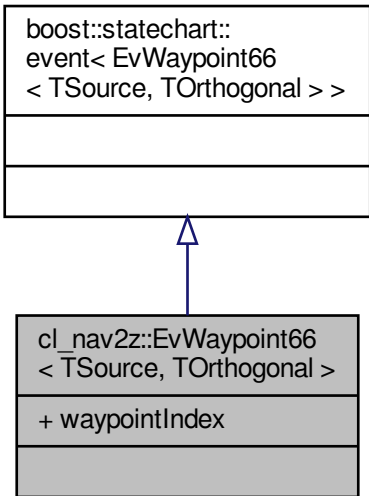 boost::statechart::
event< EvWaypoint66
< TSource, TOrthogonal > >
cl_nav2z::EvWaypoint66
< TSource, TOrthogonal >
+ waypointIndex